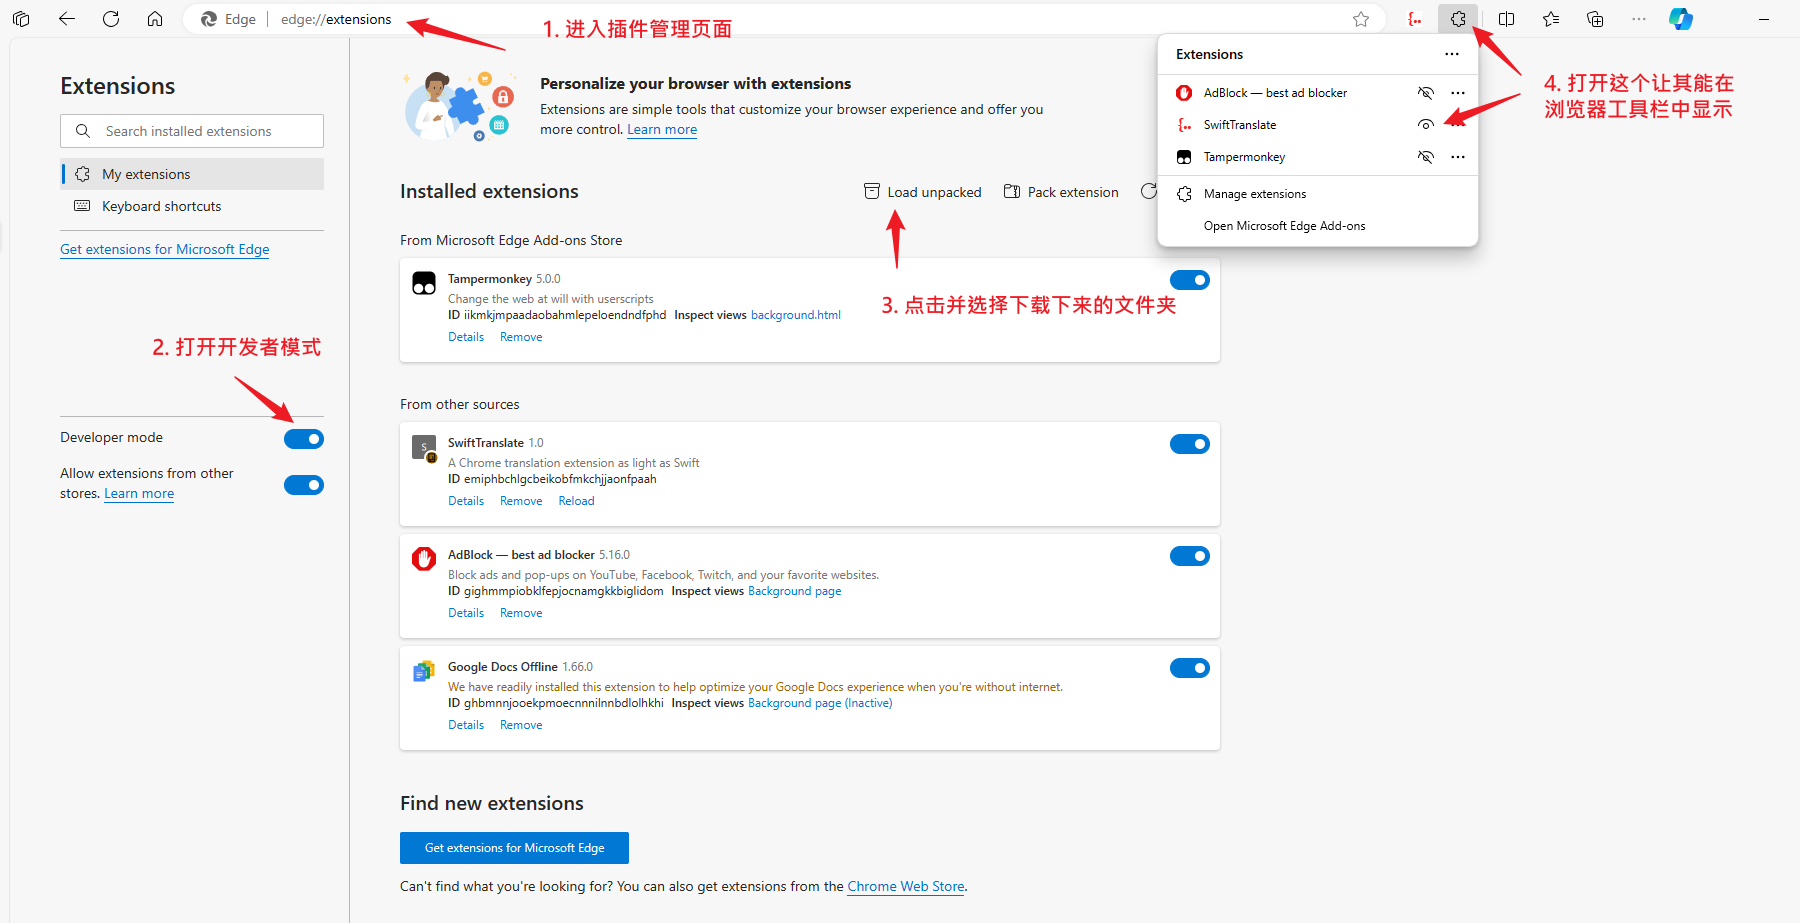 Edge
edge://extensions
1. 进入插件管理页面
Extensions
Search installed extensions
My extensions
Keyboard shortcuts
Get extensions for Microsoft Edge
2. 打开开发者模式
Developer mode
Allow extensions from other
stores. Learn more
Personalize your browser with extensions
Extensions are simple tools that customize your browser experience and offer you
more control. Learn more
Installed extensions
Load unpacked
Pack extension
From Microsoft Edge Add-ons Store
Tampermonkey 5.0.0
Change the web at will with userscripts
ID iikmkjmpaadaobahmlepeloendndfphd Inspect views background.html
Details Remove
3. 点击并选择下载下来的文件夹
From other sources
S
SwiftTranslate 1.0
A Chrome translation extension as light as Swift
ID emiphbchlgcbeikobfmkchjjaonfpaah
Details Remove Reload
AdBlock — best ad blocker 5.16.0
Block ads and pop-ups on YouTube, Facebook, Twitch, and your favorite websites.
ID gighmmpiobklfepjocnamgkkbiglidom Inspect views Background page
Details Remove
Google Docs Offline 1.66.0
We have readily installed this extension to help optimize your Google Docs experience when you're without internet.
ID ghbmnnjooekpmoecnnnilnnbdlolhkhi Inspect views Background page (Inactive)
Details Remove
Find new extensions
Get extensions for Microsoft Edge
Can't find what you're looking for? You can also get extensions from the Chrome Web Store.
Extensions
AdBlock — best ad blocker
SwiftTranslate
Tampermonkey
Manage extensions
Open Microsoft Edge Add-ons
4. 打开这个让其能在
浏览器工具栏中显示